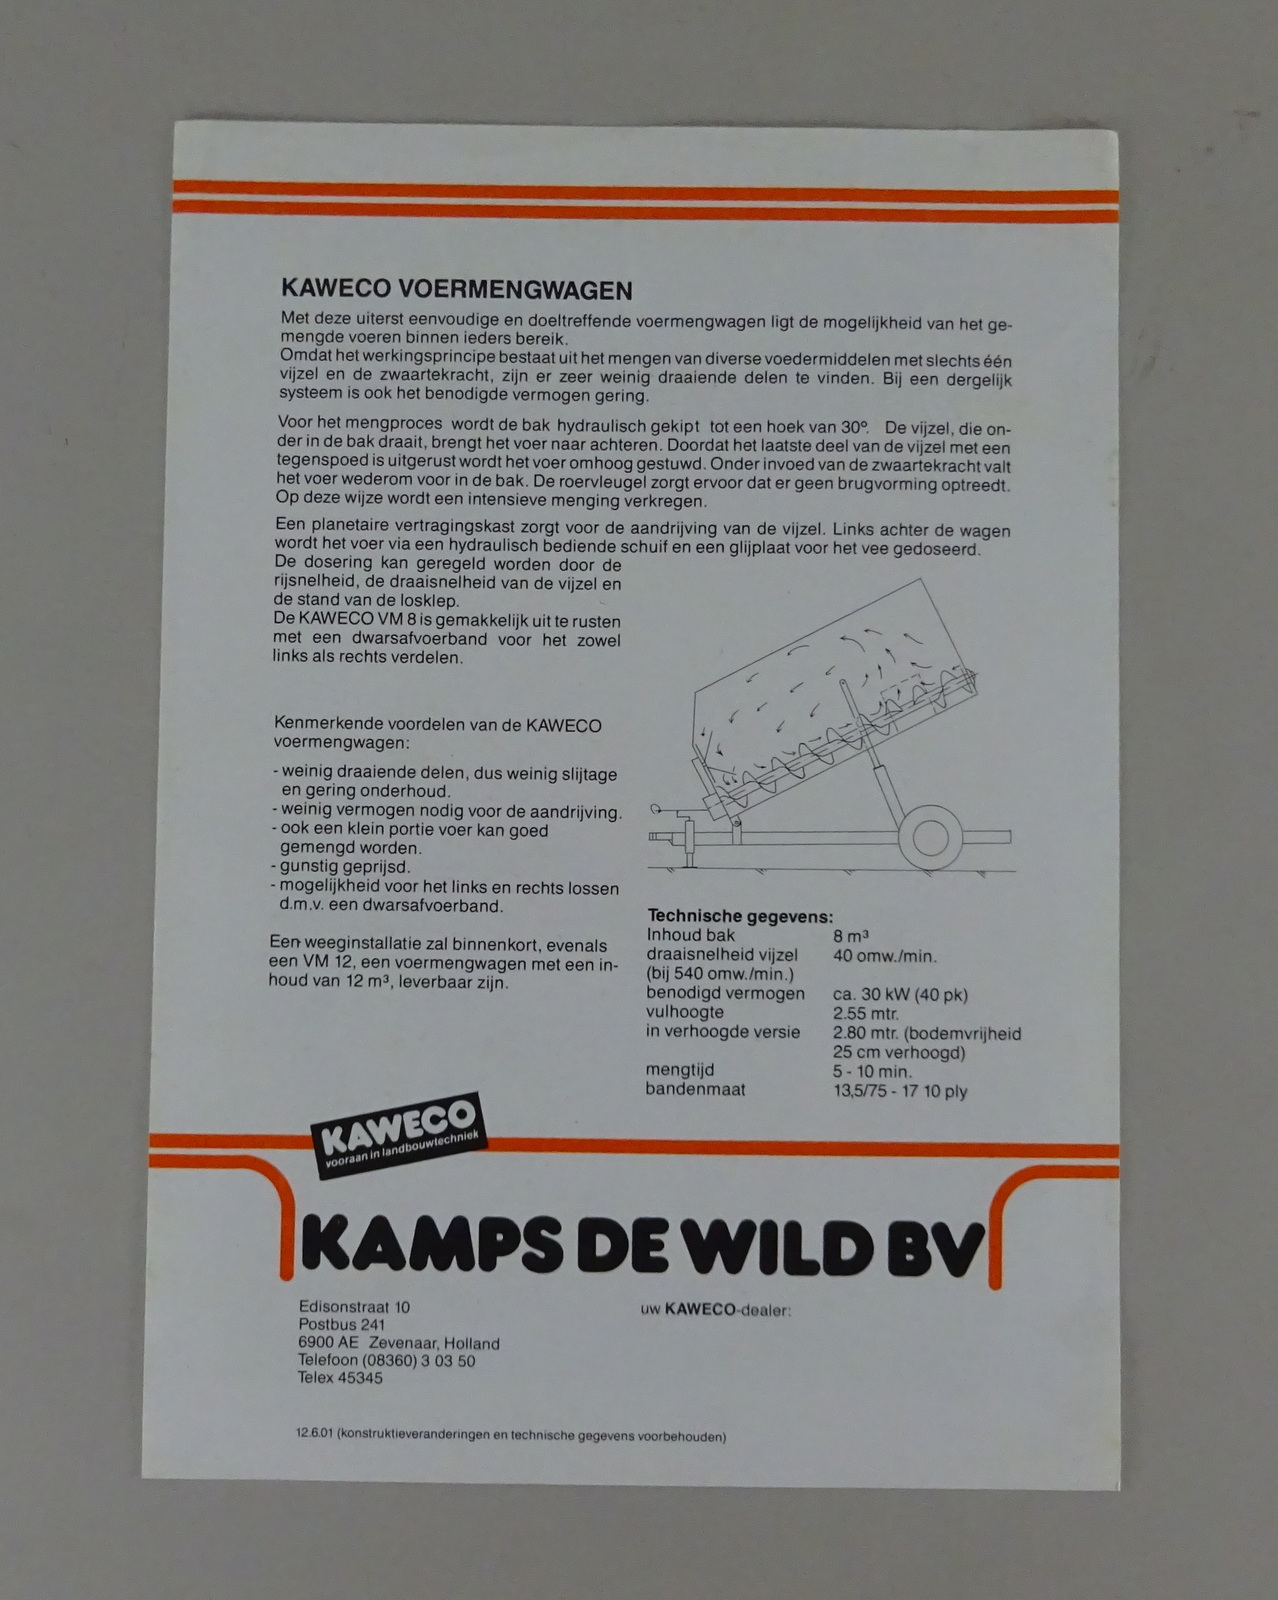 KAWECO VOERMENGWAGEN
Met deze uiterst eenvoudige en doeltreffende voermengwagen ligt de mogelijkheid van het ge-
mengde voeren binnen ieders bereik.
Omdat het werkingsprincipe bestaat uit het mengen van diverse voedermiddelen met slechts één
vijzel en de zwaartekracht, zijn er zeer weinig draaiende delen te vinden. Bij een dergelijk
systeem is ook het benodigde vermogen gering.
Voor het mengproces wordt de bak hydraulisch gekipt tot een hoek van 30°. De vijzel, die on-
der in de bak draait, brengt het voer naar achteren. Doordat het laatste deel van de vijzel met een
tegenspoed is uitgerust wordt het voer omhoog gestuwd. Onder invoed van de zwaartekracht valt
het voer wederom voor in de bak. De roervleugel zorgt ervoor dat er geen brugvorming optreedt.
Op deze wijze wordt een intensieve menging verkregen.
Een planetaire vertragingskast zorgt voor de aandrijving van de vijzel. Links achter de wagen
wordt het voer via een hydraulisch bediende schuif en een glijplaat voor het vee gedoseerd.
De dosering kan geregeld worden door de
rijsnelheid, de draaisnelheid van de vijzel en
de stand van de losklep.
De KAWECO VM 8 is gemakkelijk uit te rusten
met een dwarsafvoerband voor het zowel
links als rechts verdelen.
Kenmerkende voordelen van de KAWECO
voermengwagen:
- weinig draaiende delen, dus weinig slijtage
en gering onderhoud.
- weinig vermogen nodig voor de aandrijving.
- ook een klein portie voer kan goed
gemengd worden.
- gunstig geprijsd.
- mogelijkheid voor het links en rechts lossen
d.m.v. een dwarsafvoerband.
Een weeginstallatie zal binnenkort, evenals
een VM 12, een voermengwagen met een in-
houd van 12 m³, leverbaar zijn.
Technische gegevens:
Inhoud bak 8 m³
draaisnelheid vijzel 40 omw./min.
(bij 540 omw./min.)
benodigd vermogen ca. 30 kW (40 pk)
vulhoogte 2.55 mtr.
in verhoogde versie 2.80 mtr. (bodemvrijheid
25 cm verhoogd)
mengtijd 5 - 10 min.
bandenmaat 13,5/75 - 17 10 ply
KAWECO
vooraan in landbouwtechniek
KAMPS DE WILD BV
Edisonstraat 10
Postbus 241
6900 AE Zevenaar, Holland
Telefoon (08360) 3 03 50
Telex 45345
uw KAWECO-dealer:
12.6.01 (konstruktieveranderingen en technische gegevens voorbehouden)